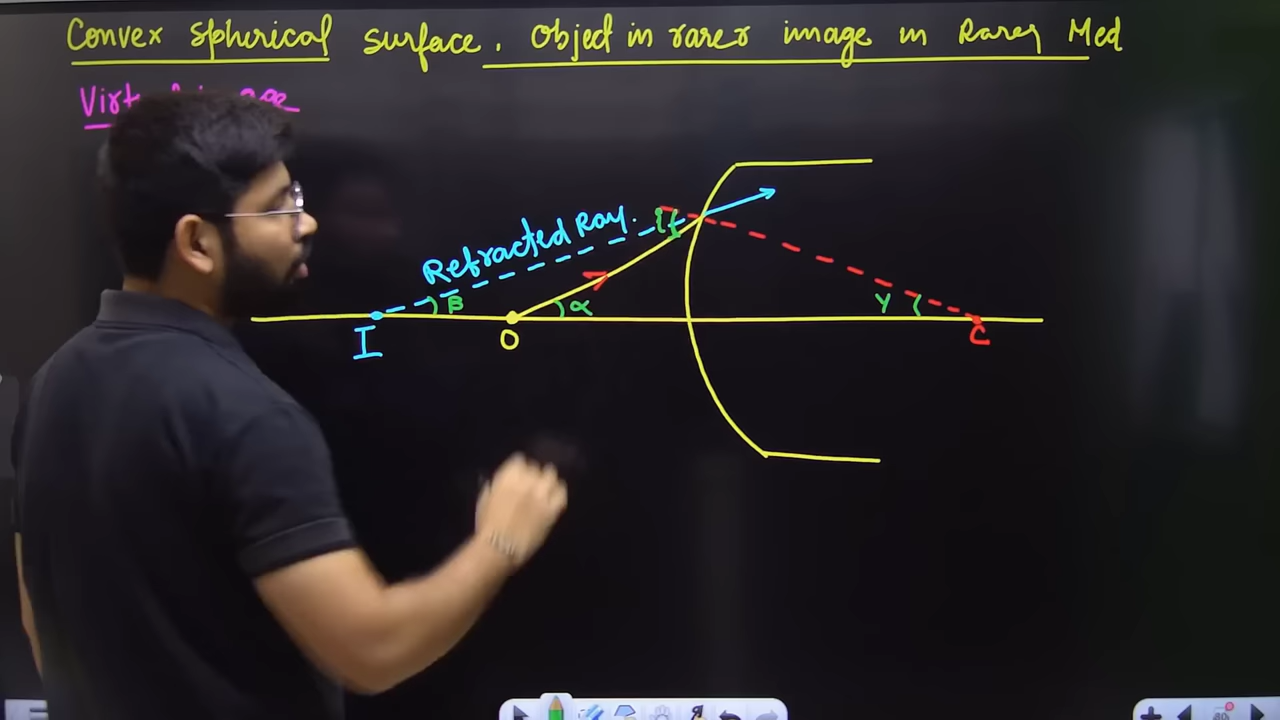 Convex spherical surface. Object in rarer image in Rarer Med
Refracted Ray.
i
r
β
α
γ
I
O
C